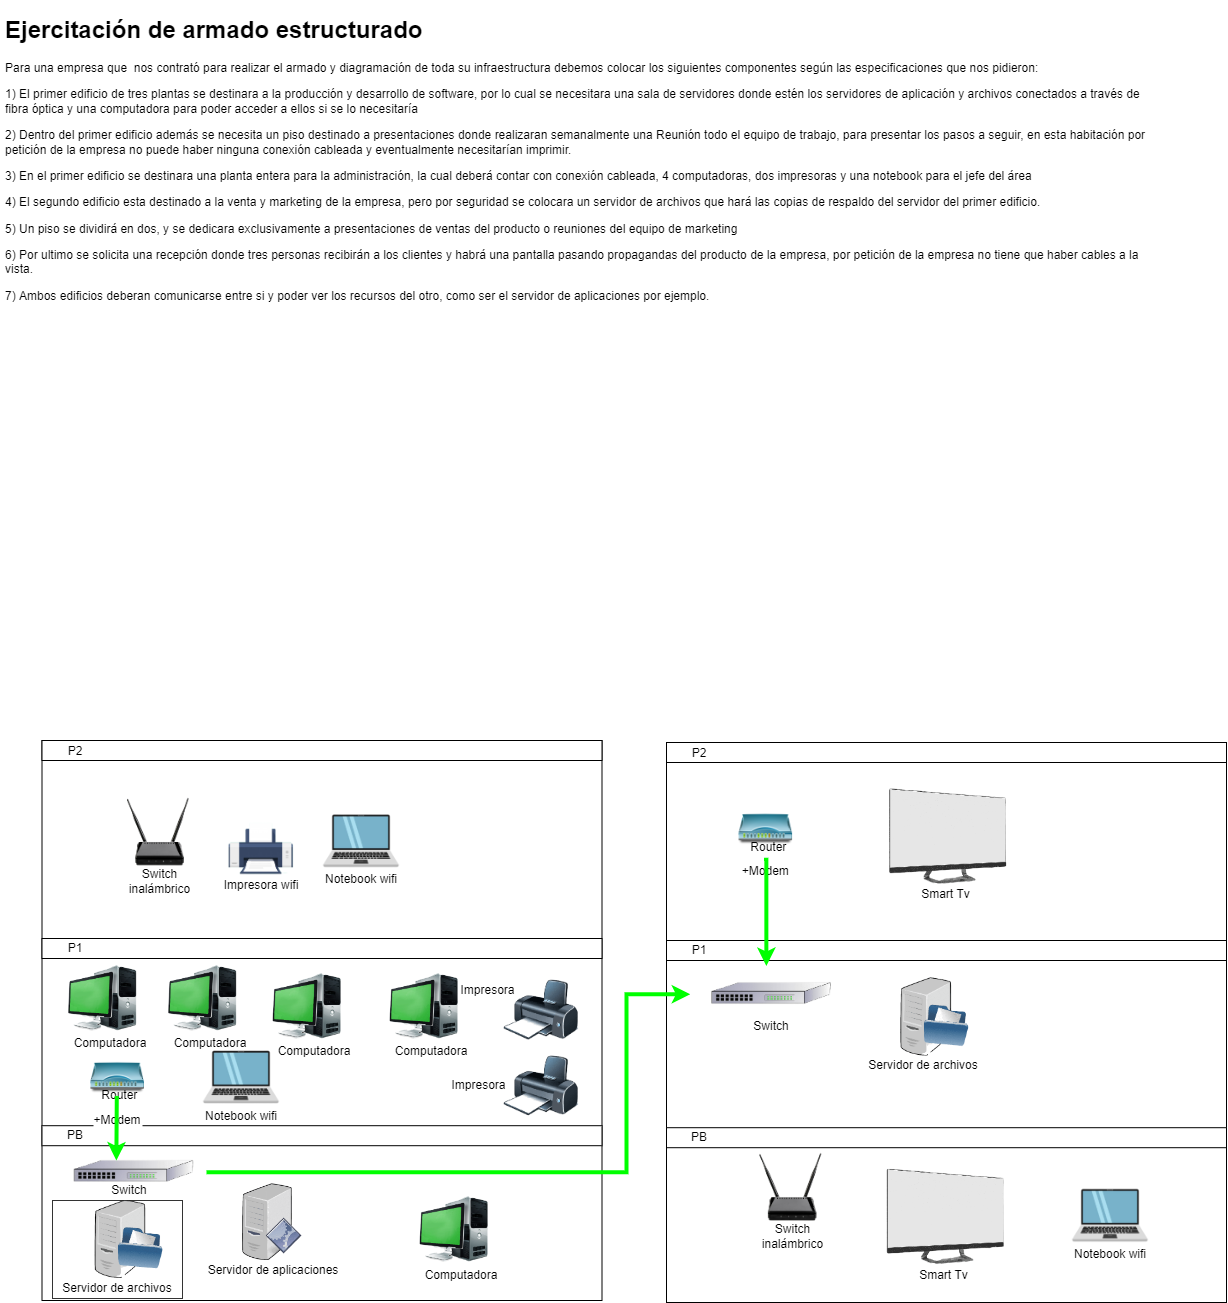 Ejercitación de armado estructurado
Para una empresa que  nos contrató para realizar el armado y diagramación de toda su infraestructura debemos colocar los siguientes componentes según las especificaciones que nos pidieron:
1) El primer edificio de tres plantas se destinara a la producción y desarrollo de software, por lo cual se necesitara una sala de servidores donde estén los servidores de aplicación y archivos conectados a través de
fibra óptica y una computadora para poder acceder a ellos si se lo necesitaría
2) Dentro del primer edificio además se necesita un piso destinado a presentaciones donde realizaran semanalmente una Reunión todo el equipo de trabajo, para presentar los pasos a seguir, en esta habitación por
petición de la empresa no puede haber ninguna conexión cableada y eventualmente necesitarían imprimir.
3) En el primer edificio se destinara una planta entera para la administración, la cual deberá contar con conexión cableada, 4 computadoras, dos impresoras y una notebook para el jefe del área
4) El segundo edificio esta destinado a la venta y marketing de la empresa, pero por seguridad se colocara un servidor de archivos que hará las copias de respaldo del servidor del primer edificio.
5) Un piso se dividirá en dos, y se dedicara exclusivamente a presentaciones de ventas del producto o reuniones del equipo de marketing
6) Por ultimo se solicita una recepción donde tres personas recibirán a los clientes y habrá una pantalla pasando propagandas del producto de la empresa, por petición de la empresa no tiene que haber cables a la
vista.
7) Ambos edificios deberan comunicarse entre si y poder ver los recursos del otro, como ser el servidor de aplicaciones por ejemplo.
P2
Switch
inalámbrico
Impresora wifi
Notebook wifi
P1
Computadora
Computadora
Computadora
Computadora
Impresora
Impresora
Router
+Modem
Notebook wifi
PB
Switch
Servidor de archivos
Servidor de aplicaciones
Computadora
P2
Router
+Modem
Smart Tv
P1
Switch
Servidor de archivos
PB
Switch
inalámbrico
Smart Tv
Notebook wifi